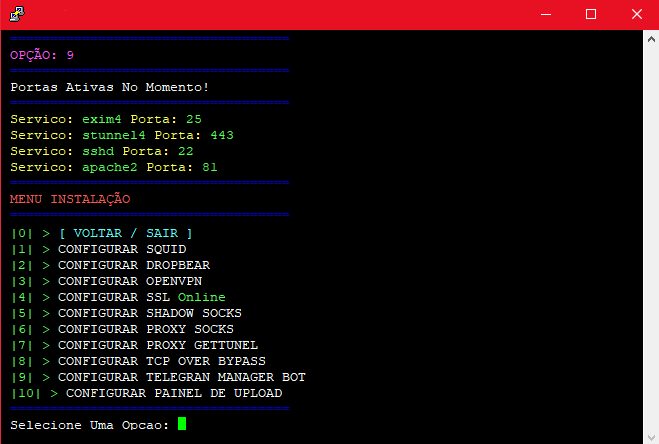 OPÇÃO: 9
Portas Ativas No Momento!
Servico: exim4 Porta: 25
Servico: stunnel4 Porta: 443
Servico: sshd Porta: 22
Servico: apache2 Porta: 81
MENU INSTALAÇÃO
|0| > [ VOLTAR / SAIR ]
|1| > CONFIGURAR SQUID
|2| > CONFIGURAR DROPBEAR
|3| > CONFIGURAR OPENVPN
|4| > CONFIGURAR SSL Online
|5| > CONFIGURAR SHADOW SOCKS
|6| > CONFIGURAR PROXY SOCKS
|7| > CONFIGURAR PROXY GETTUNEL
|8| > CONFIGURAR TCP OVER BYPASS
|9| > CONFIGURAR TELEGRAN MANAGER BOT
|10| > CONFIGURAR PAINEL DE UPLOAD
Selecione Uma Opcao: